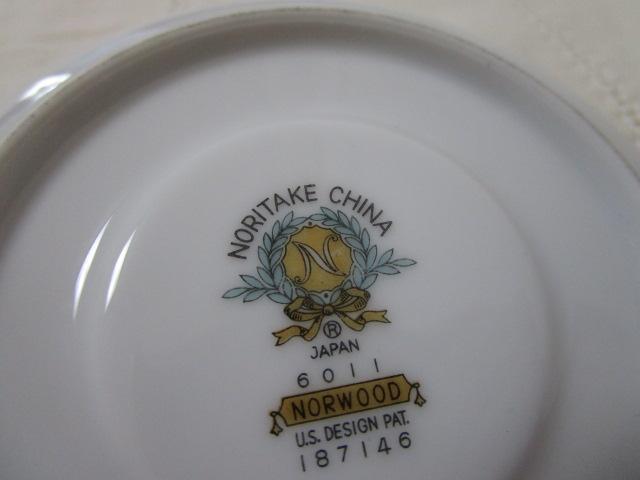 NORITAKE CHINA
N
®
JAPAN
6011
NORWOOD
U.S. DESIGN PAT.
187146